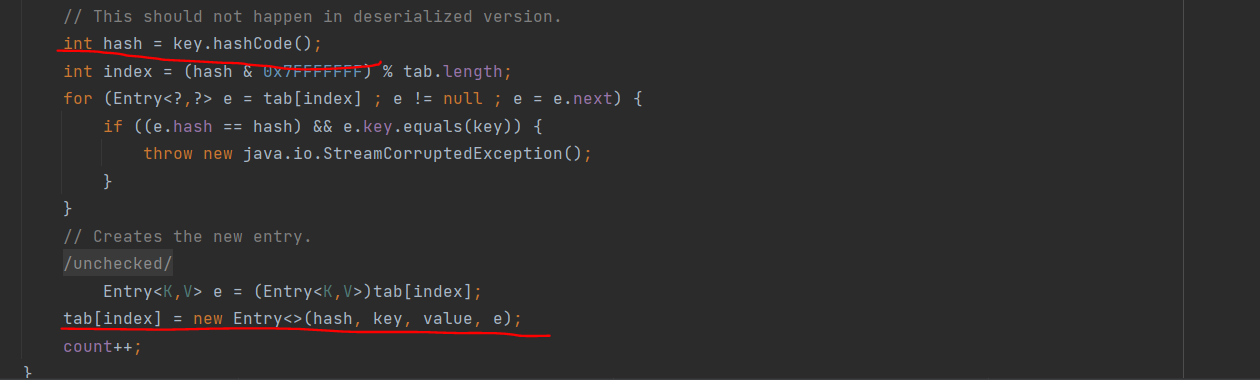 // This should not happen in deserialized version.
int hash = key.hashCode();
int index = (hash & 0x7FFFFFFF) % tab.length;
for (Entry<?,?> e = tab[index] ; e != null ; e = e.next) {
if ((e.hash == hash) && e.key.equals(key)) {
throw new java.io.StreamCorruptedException();
}
}
// Creates the new entry.
/unchecked/
Entry<K,V> e = (Entry<K,V>)tab[index];
tab[index] = new Entry<>(hash, key, value, e);
count++;
}